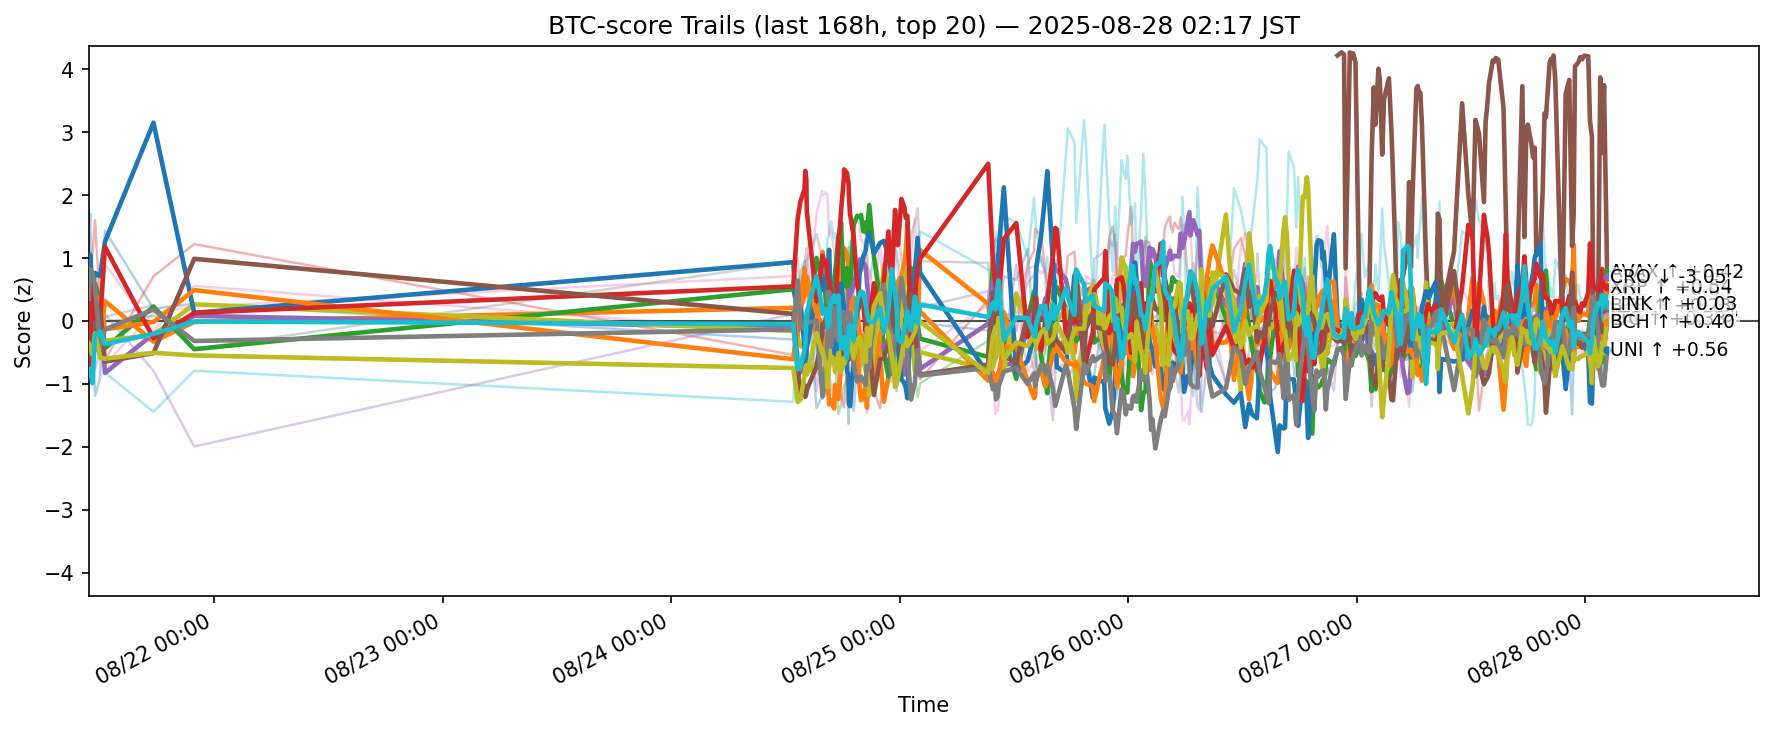 BTC-score Trails (last 168h, top 20) — 2025-08-28 02:17 JST
Score (z)
4
3
2
1
0
−1
−2
−3
−4
AVAX ↑ +0.42
CRO ↓ -3.05
XRP ↑ +0.54
LINK ↑ +0.03
BCH ↑ +0.40
UNI ↑ +0.56
08/22 00:00
08/23 00:00
08/24 00:00
08/25 00:00
08/26 00:00
08/27 00:00
08/28 00:00
Time